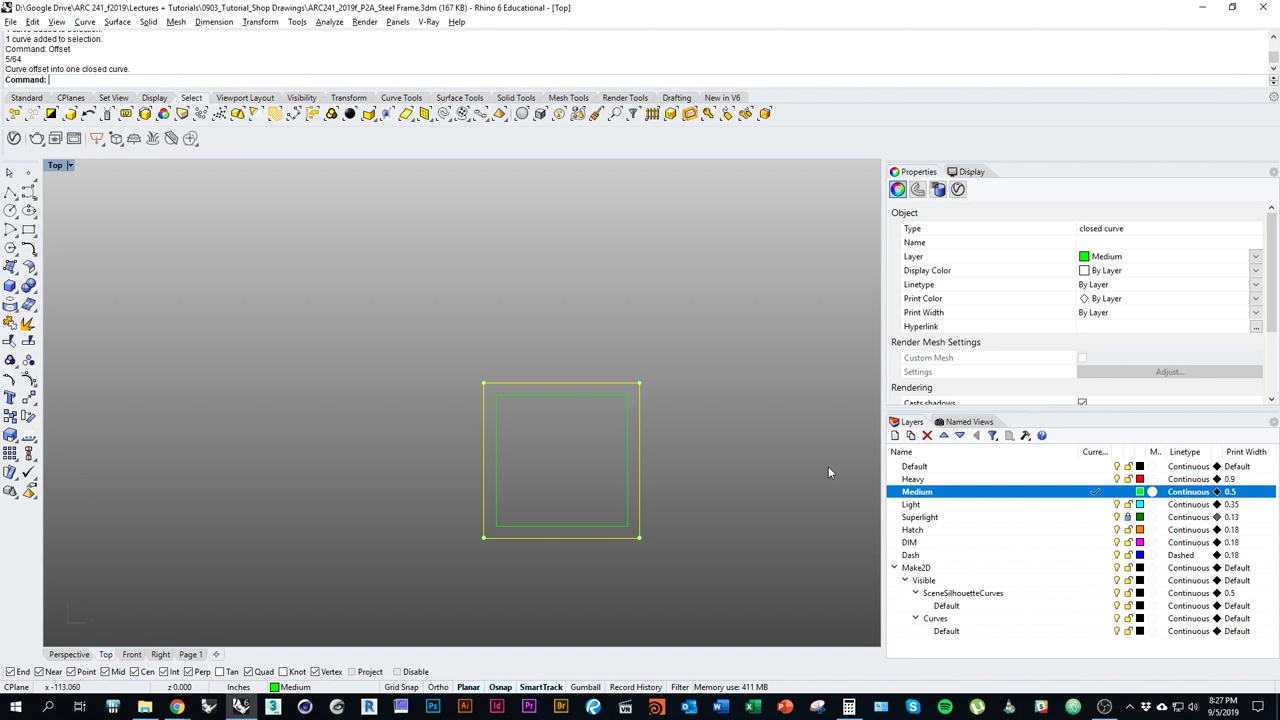 D:\Google Drive\ARC 241_f2019\_Lectures + Tutorials\0903_Tutorial_Shop Drawings\ARC241_2019f_P2A_Steel Frame.3dm (167 KB) - Rhino 6 Educational - [Top]
File Edit View Curve Surface Solid Mesh Dimension Transform Tools Analyze Render Panels V-Ray Help
1 curve added to selection.
1 curve added to selection.
Command: Offset
5/64
Curve offset into one closed curve.
Command:
Standard CPlanes Set View Display Select Viewport Layout Visibility Transform Curve Tools Surface Tools Solid Tools Mesh Tools Render Tools Drafting New in V6
Top
Properties Display
Object
Type closed curve
Name
Layer Medium
Display Color By Layer
Linetype By Layer
Print Color By Layer
Print Width By Layer
Hyperlink ...
Render Mesh Settings
Custom Mesh
Settings Adjust...
Rendering
Casts shadows
Layers Named Views
Name Curre... M.. Linetype Print Width
Default Continuous Default
Heavy Continuous 0.9
Medium Continuous 0.5
Light Continuous 0.35
Superlight Continuous 0.13
Hatch Continuous 0.18
DIM Continuous 0.18
Dash Dashed 0.18
Make2D Continuous Default
Visible Continuous Default
SceneSilhouetteCurves Continuous 0.5
Default Continuous Default
Curves Continuous Default
Default Continuous Default
Perspective Top Front Right Page 1
End Near Point Mid Cen Int Perp Tan Quad Knot Vertex Project Disable
CPlane x -113.060 z 0.000 Inches Medium Grid Snap Ortho Planar Osnap SmartTrack Gumball Record History Filter Memory use: 411 MB
8:27 PM
9/5/2019